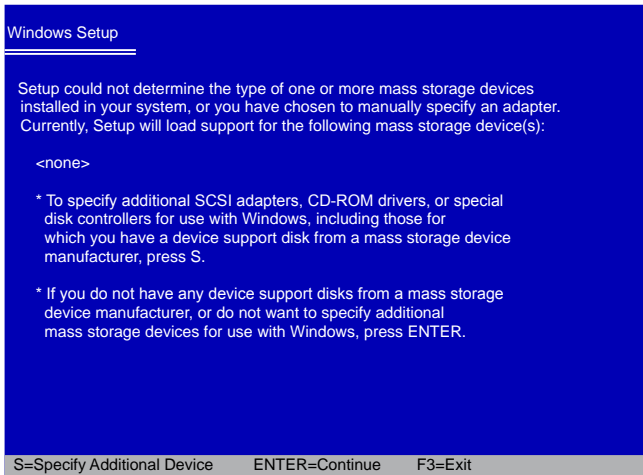 Windows Setup
Setup could not determine the type of one or more mass storage devices
installed in your system, or you have chosen to manually specify an adapter.
Currently, Setup will load support for the following mass storage device(s):
<none>
* To specify additional SCSI adapters, CD-ROM drivers, or special
disk controllers for use with Windows, including those for
which you have a device support disk from a mass storage device
manufacturer, press S.
* If you do not have any device support disks from a mass storage
device manufacturer, or do not want to specify additional
mass storage devices for use with Windows, press ENTER.
S=Specify Additional Device ENTER=Continue F3=Exit